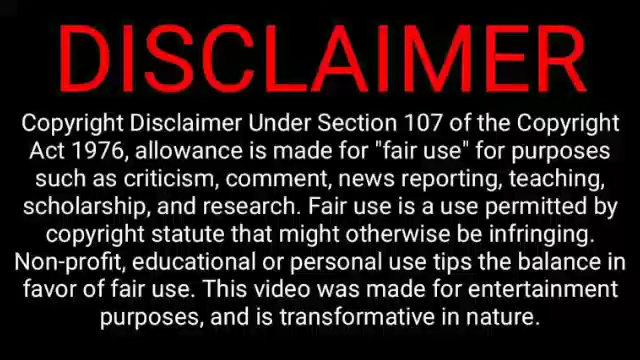 DISCLAIMER
Copyright Disclaimer Under Section 107 of the Copyright
Act 1976, allowance is made for "fair use" for purposes
such as criticism, comment, news reporting, teaching,
scholarship, and research. Fair use is a use permitted by
copyright statute that might otherwise be infringing.
Non-profit, educational or personal use tips the balance in
favor of fair use. This video was made for entertainment
purposes, and is transformative in nature.